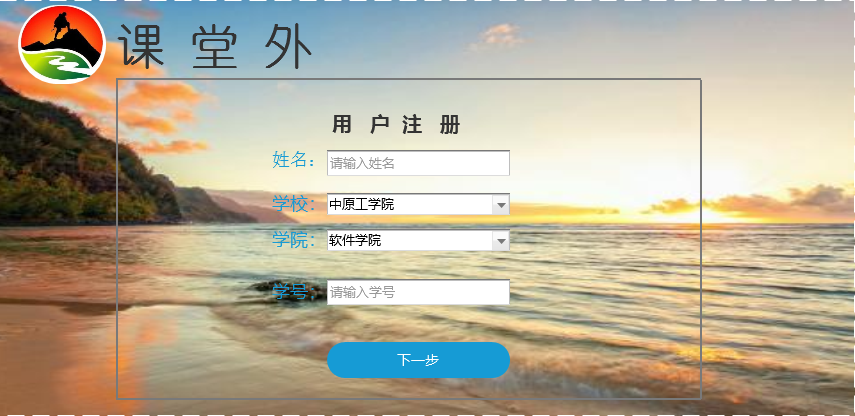 课堂外
用户注册
姓名： 请输入姓名
学校： 中原工学院
学院： 软件学院
学号： 请输入学号
下一步